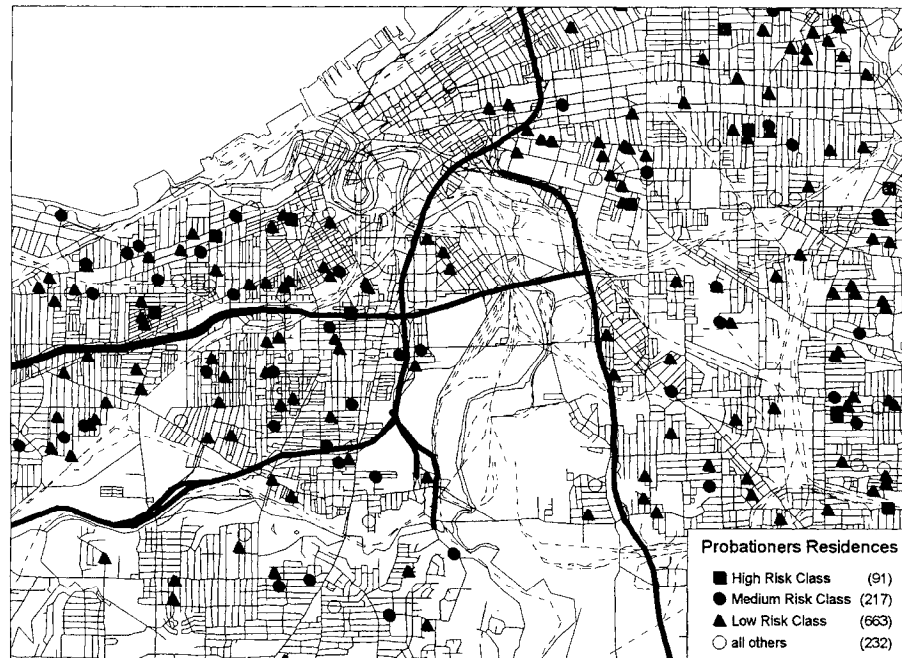 Probationers Residences
High Risk Class (91)
Medium Risk Class (217)
Low Risk Class (663)
all others (232)